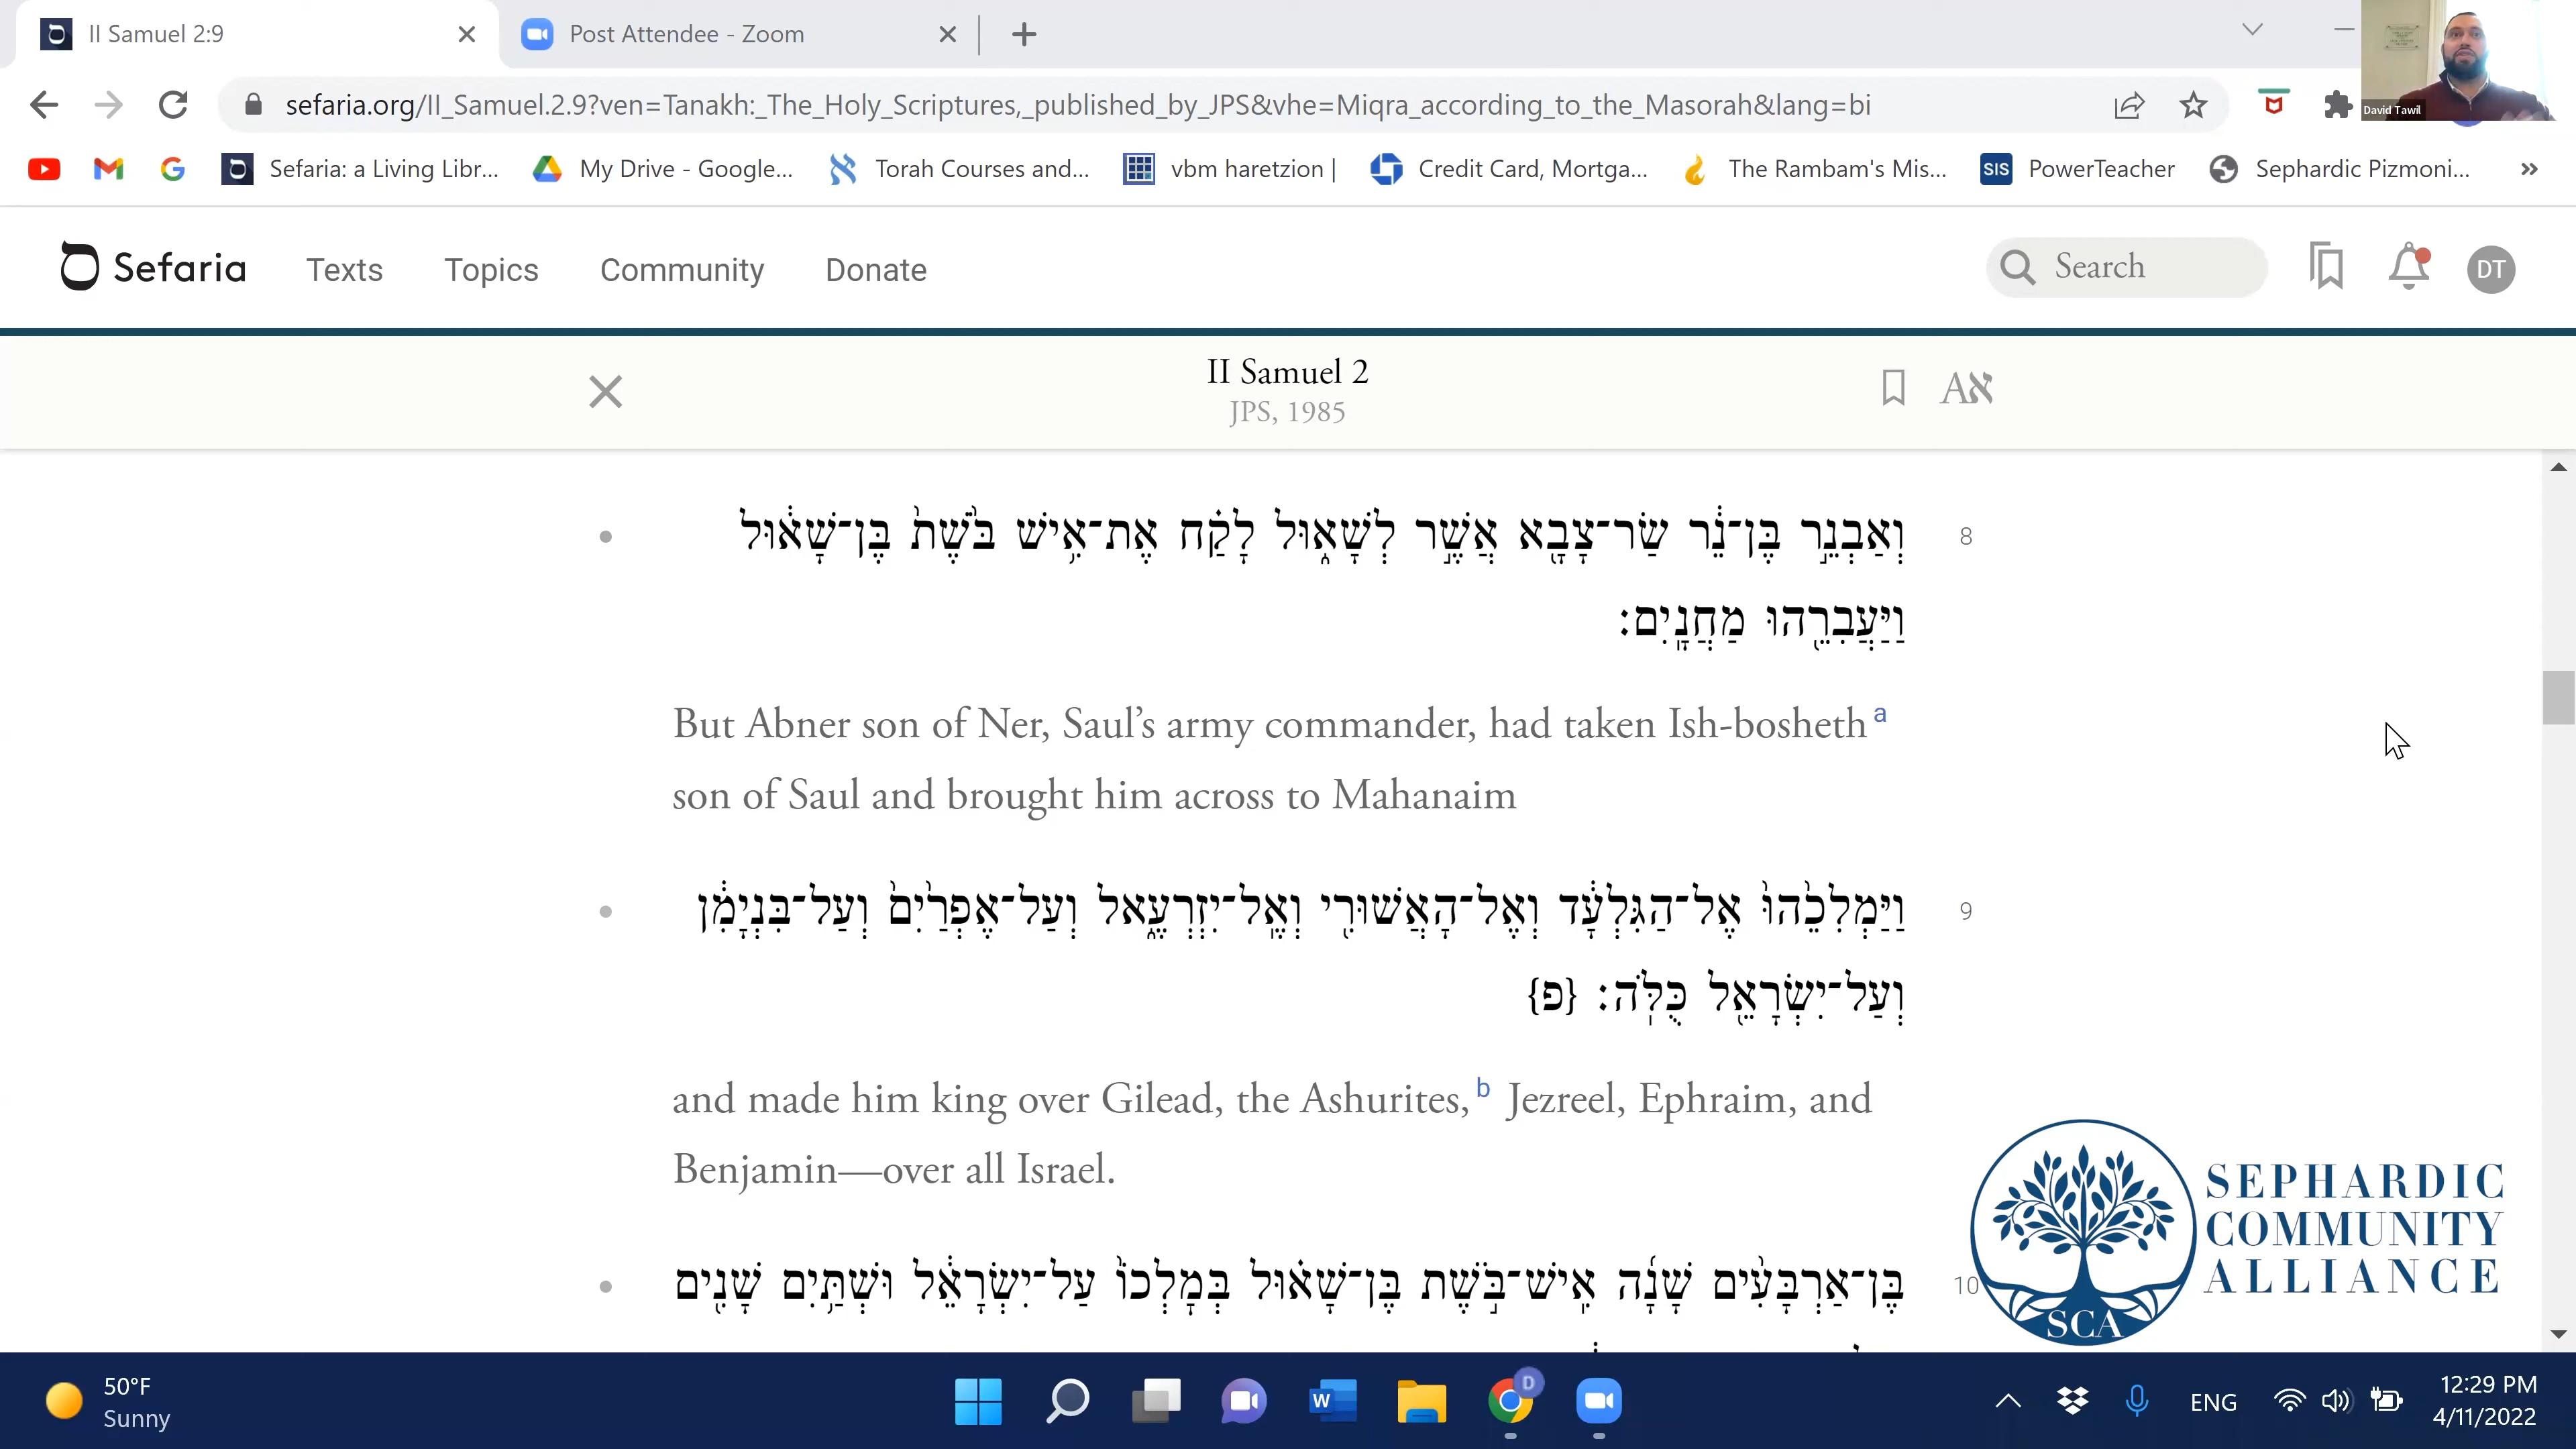 II Samuel 2:9
Post Attendee - Zoom
sefaria.org/II_Samuel.2.9?ven=Tanakh:_The_Holy_Scriptures,_published_by_JPS&vhe=Miqra_according_to_the_Masorah&lang=bi
David Tawil
Sefaria: a Living Libr... My Drive - Google... Torah Courses and... vbm haretzion | Credit Card, Mortga... The Rambam's Mis... SIS PowerTeacher Sephardic Pizmoni... »
Sefaria Texts Topics Community Donate Search DT
II Samuel 2
JPS, 1985
Aא
וְאַבְנֵ֣ר בֶּן־נֵ֔ר שַׂר־צָבָ֖א אֲשֶׁ֣ר לְשָׁא֑וּל לָקַ֗ח אֶת־אִ֥ישׁ בֹּ֙שֶׁת֙ בֶּן־שָׁא֔וּל 8
וַיַּעֲבִרֵ֖הוּ מַחֲנָֽיִם׃
But Abner son of Ner, Saul’s army commander, had taken Ish-bosheth a
son of Saul and brought him across to Mahanaim
וַיַּמְלִכֵ֙הוּ֙ אֶל־הַגִּלְעָ֔ד וְאֶל־הָאֲשׁוּרִ֖י וְאֶֽל־יִזְרְעֶ֑אל וְעַל־אֶפְרַ֙יִם֙ וְעַל־בִּנְיָמִ֔ן 9
וְעַל־יִשְׂרָאֵ֖ל כֻּלֹּֽה׃ {פ}
and made him king over Gilead, the Ashurites, b Jezreel, Ephraim, and
Benjamin—over all Israel.
בֶּן־אַרְבָּעִ֨ים שָׁנָ֜ה אִֽישׁ־בֹּ֣שֶׁת בֶּן־שָׁא֗וּל בְּמׇלְכוֹ֙ עַל־יִשְׂרָאֵ֔ל וּשְׁתַּ֥יִם שָׁנִ֖ים 10
SEPHARDIC
COMMUNITY
ALLIANCE
SCA
50°F
Sunny
W
D
ENG
12:29 PM
4/11/2022